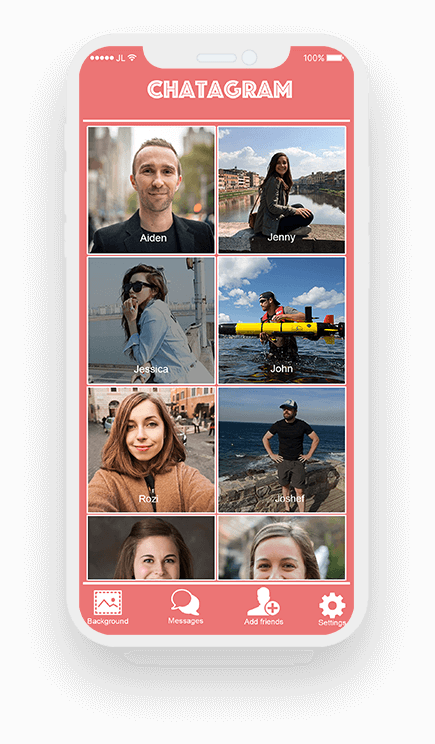 JL 100%
CHATAGRAM
Aiden Jenny
Jessica John
Rozi Joshef
Background Messages Add friends Settings